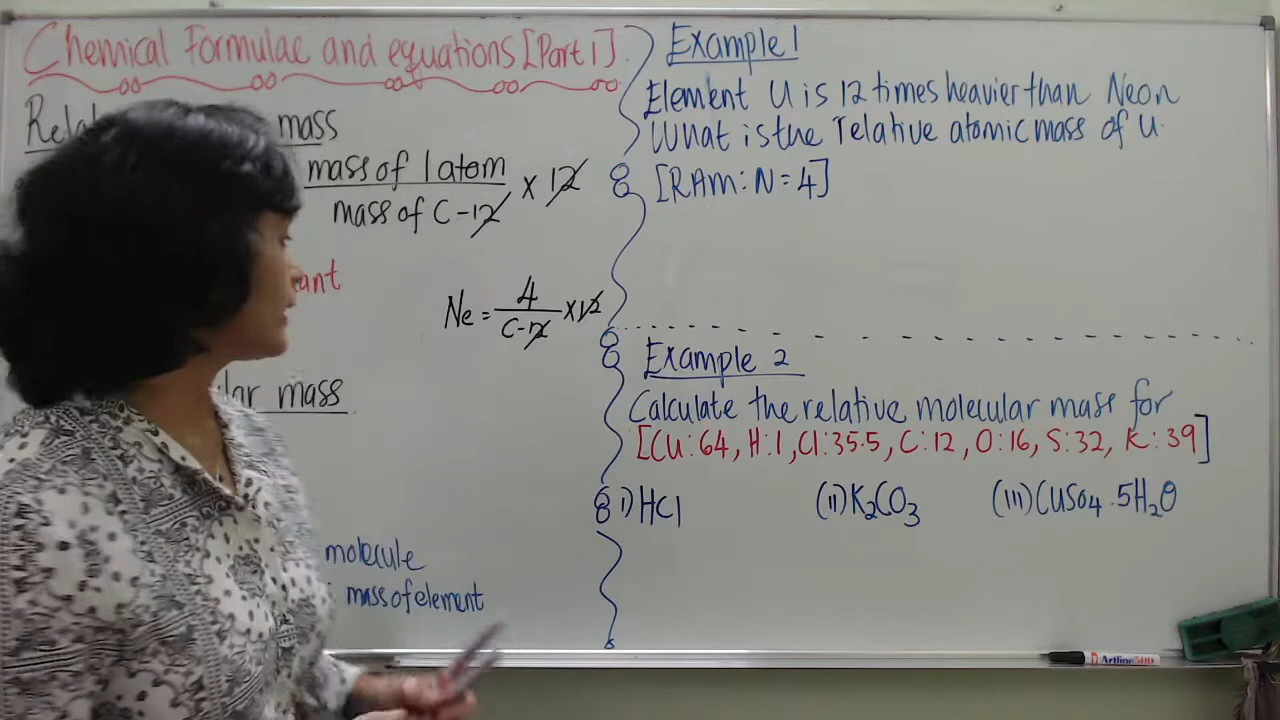 Chemical Formulae and equations [Part 1]
mass
mass of 1 atom
mass of C-12 x 12
Ne = 4 / C-12 x 12
lar mass
molecule
mass of element
Example 1
Element U is 12 times heavier than Neon
What is the relative atomic mass of U.
[RAM: N = 4]
Example 2
Calculate the relative molecular mass for
[Cu: 64, H: 1, Cl: 35.5, C: 12, O: 16, S: 32, K: 39]
i) HCl (ii) K2CO3 (iii) CuSo4 . 5H2O
Artline 500